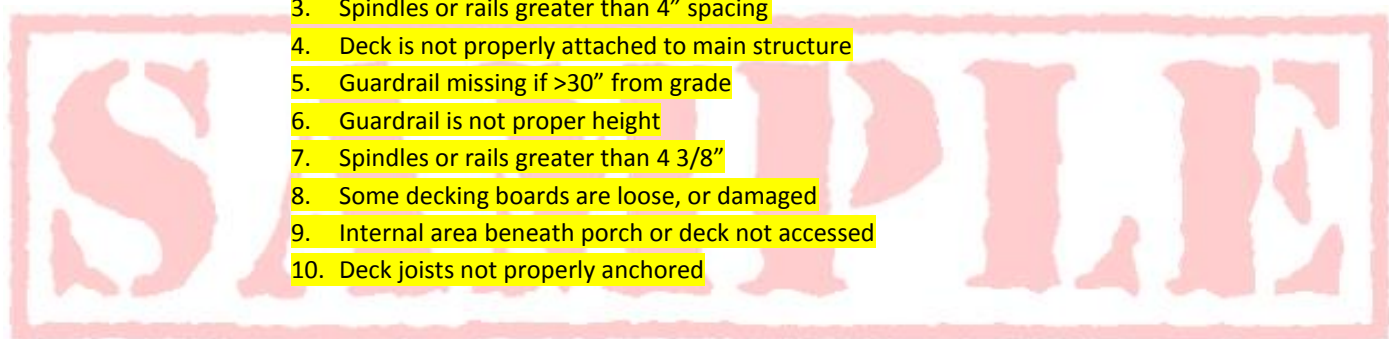 3. Spindles or rails greater than 4” spacing
4. Deck is not properly attached to main structure
5. Guardrail missing if >30” from grade
6. Guardrail is not proper height
7. Spindles or rails greater than 4 3/8”
8. Some decking boards are loose, or damaged
9. Internal area beneath porch or deck not accessed
10. Deck joists not properly anchored
SAMPLE